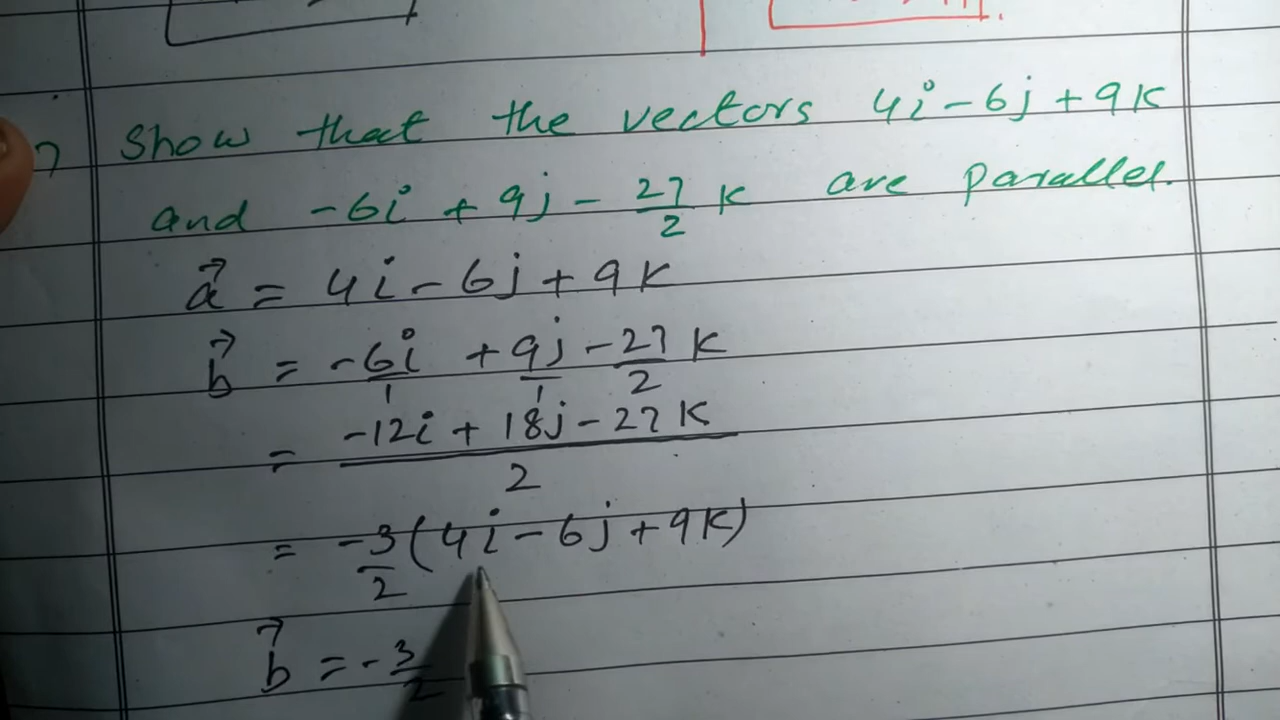 Show that the vectors 4i - 6j + 9k
and -6i + 9j - 27/2 k are parallel.
a⃗ = 4i - 6j + 9k
b⃗ = -6i/1 + 9j/1 - 27/2 k
= (-12i + 18j - 27k)/2
= -3/2 (4i - 6j + 9k)
b⃗ = -3/2